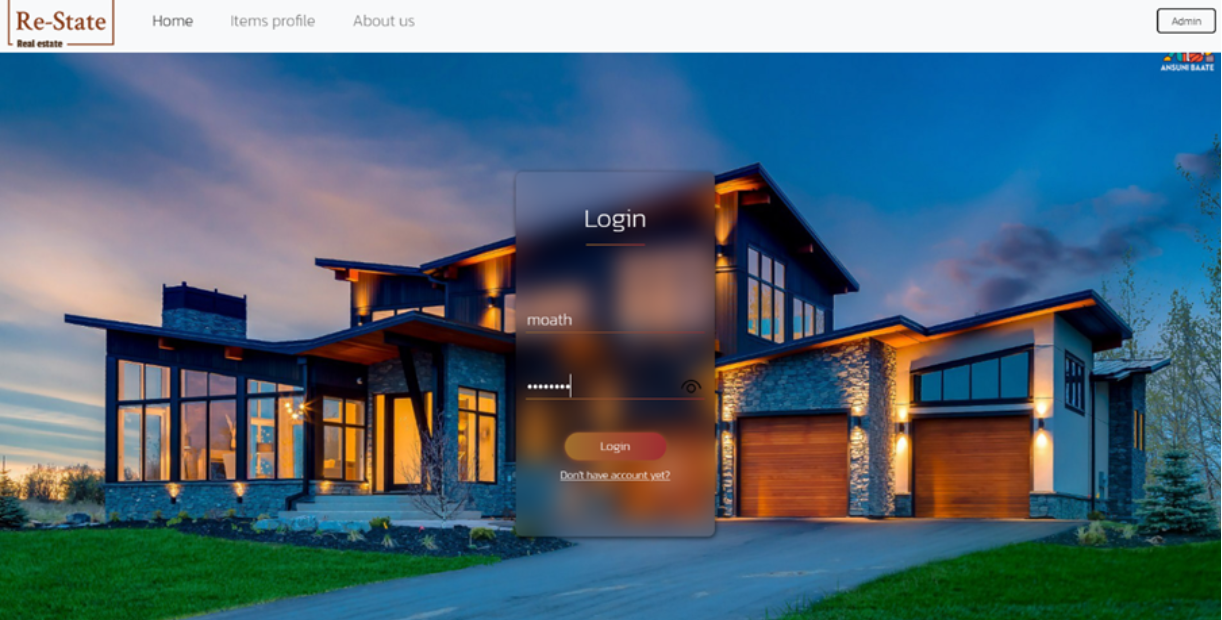 Re-State
Real estate
Home
Items profile
About us
Admin
ANSUNI BAATE
Login
moath
••••••••
Login
Don't have account yet?